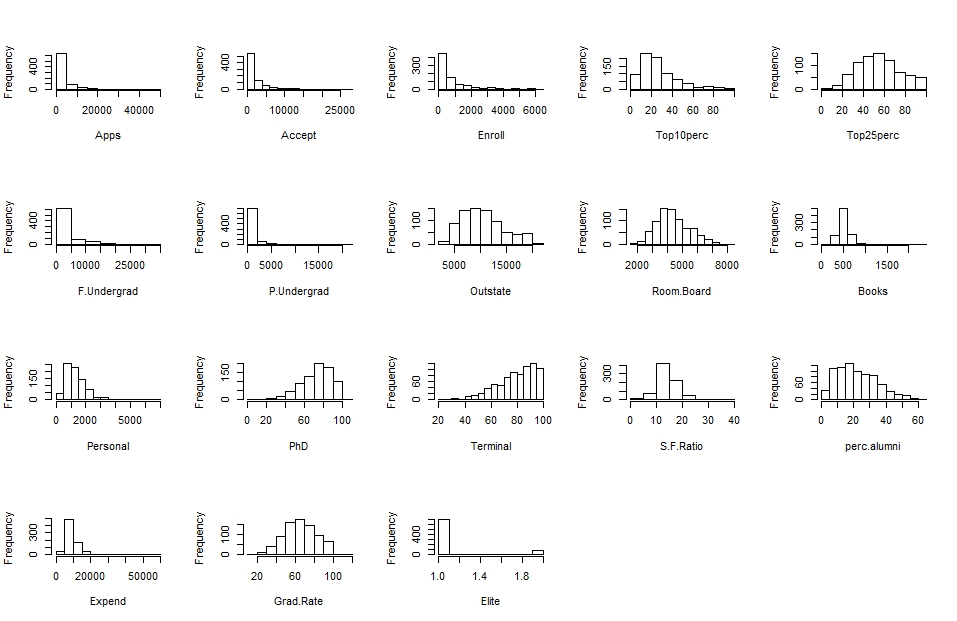 Frequency
0 400
0 20000 40000
Apps
Frequency
0 400
0 10000 25000
Accept
Frequency
0 300
0 2000 4000 6000
Enroll
Frequency
0 150
0 20 40 60 80
Top10perc
Frequency
0 100
0 20 40 60 80
Top25perc
Frequency
0 400
0 10000 25000
F.Undergrad
Frequency
0 400
0 5000 15000
P.Undergrad
Frequency
0 100
5000 15000
Outstate
Frequency
0 100
2000 5000 8000
Room.Board
Frequency
0 300
0 500 1500
Books
Frequency
0 150
0 2000 5000
Personal
Frequency
0 150
0 20 40 60 80 100
PhD
Frequency
0 60
20 40 60 80 100
Terminal
Frequency
0 300
0 10 20 30 40
S.F.Ratio
Frequency
0 60
0 20 40 60
perc.alumni
Frequency
0 300
0 20000 50000
Expend
Frequency
0 100
20 60 100
Grad.Rate
Frequency
0 400
1.0 1.4 1.8
Elite